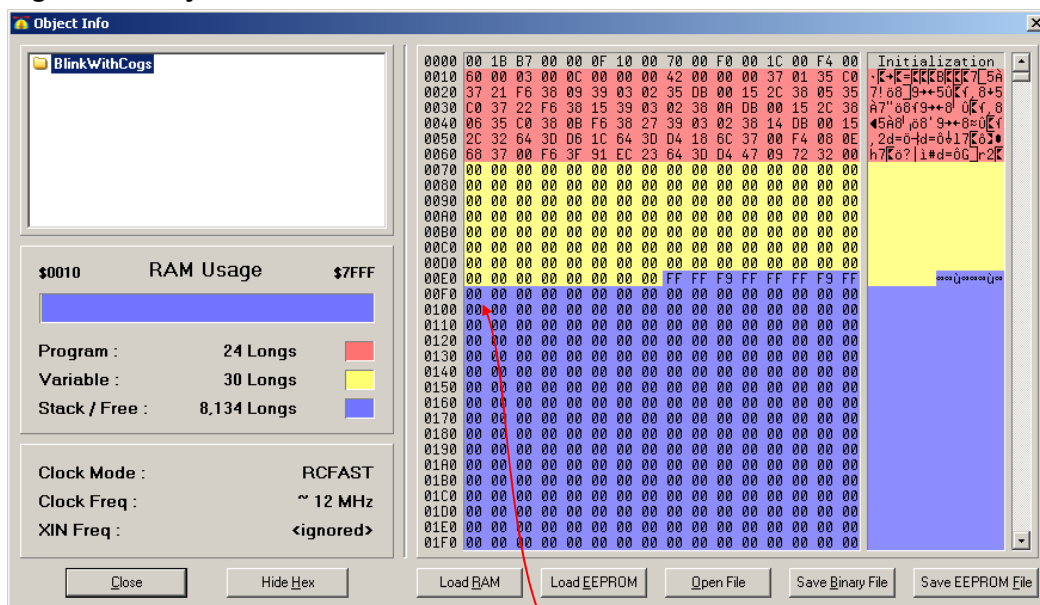 Object Info
BlinkWithCogs
$0010 RAM Usage $7FFF
Program : 24 Longs
Variable : 30 Longs
Stack / Free : 8,134 Longs
Clock Mode : RCFAST
Clock Freq : ~ 12 MHz
XIN Freq : <ignored>
0000 00 1B B7 00 00 0F 10 00 70 00 F0 00 1C 00 F4 00 Initialization
0010 60 00 03 00 0C 00 00 00 42 00 00 00 37 01 35 C0
0020 37 21 F6 38 09 39 03 02 35 DB 00 15 2C 38 05 35
0030 C0 37 22 F6 38 15 39 03 02 38 0A DB 00 15 2C 38
0040 06 35 C0 38 0B F6 38 27 39 03 02 38 14 DB 00 15
0050 2C 32 64 3D D6 1C 64 3D D4 18 6C 37 00 F4 08 0E
0060 68 37 00 F6 3F 91 EC 23 64 3D D4 47 09 72 32 00
0070 00 00 00 00 00 00 00 00 00 00 00 00 00 00 00 00
0080 00 00 00 00 00 00 00 00 00 00 00 00 00 00 00 00
0090 00 00 00 00 00 00 00 00 00 00 00 00 00 00 00 00
00A0 00 00 00 00 00 00 00 00 00 00 00 00 00 00 00 00
00B0 00 00 00 00 00 00 00 00 00 00 00 00 00 00 00 00
00C0 00 00 00 00 00 00 00 00 00 00 00 00 00 00 00 00
00D0 00 00 00 00 00 00 00 00 00 00 00 00 00 00 00 00
00E0 00 00 00 00 00 00 00 00 FF FF F9 FF FF FF F9 FF
00F0 00 00 00 00 00 00 00 00 00 00 00 00 00 00 00 00
0100 00 00 00 00 00 00 00 00 00 00 00 00 00 00 00 00
0110 00 00 00 00 00 00 00 00 00 00 00 00 00 00 00 00
0120 00 00 00 00 00 00 00 00 00 00 00 00 00 00 00 00
0130 00 00 00 00 00 00 00 00 00 00 00 00 00 00 00 00
0140 00 00 00 00 00 00 00 00 00 00 00 00 00 00 00 00
0150 00 00 00 00 00 00 00 00 00 00 00 00 00 00 00 00
0160 00 00 00 00 00 00 00 00 00 00 00 00 00 00 00 00
0170 00 00 00 00 00 00 00 00 00 00 00 00 00 00 00 00
0180 00 00 00 00 00 00 00 00 00 00 00 00 00 00 00 00
0190 00 00 00 00 00 00 00 00 00 00 00 00 00 00 00 00
01A0 00 00 00 00 00 00 00 00 00 00 00 00 00 00 00 00
01B0 00 00 00 00 00 00 00 00 00 00 00 00 00 00 00 00
01C0 00 00 00 00 00 00 00 00 00 00 00 00 00 00 00 00
01D0 00 00 00 00 00 00 00 00 00 00 00 00 00 00 00 00
01E0 00 00 00 00 00 00 00 00 00 00 00 00 00 00 00 00
01F0 00 00 00 00 00 00 00 00 00 00 00 00 00 00 00 00
Close Hide Hex Load RAM Load EEPROM Open File Save Binary File Save EEPROM File